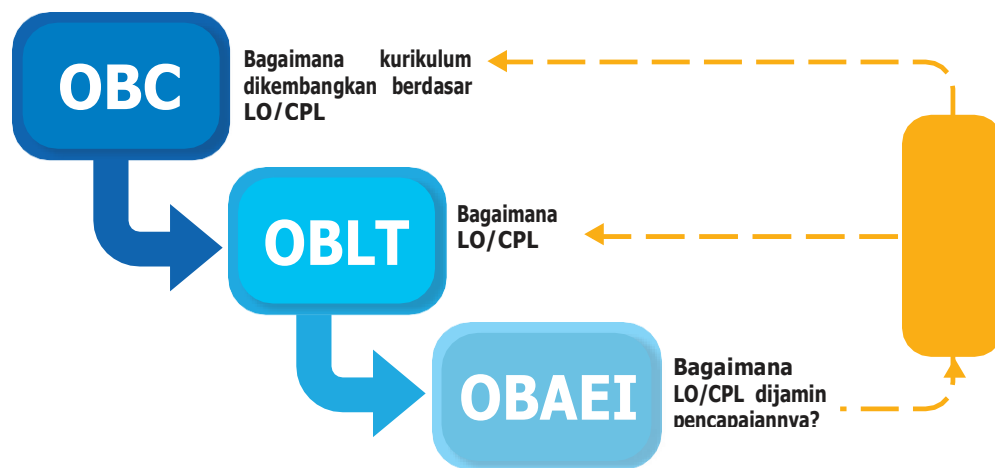 OBC
Bagaimana kurikulum
dikembangkan berdasar
LO/CPL
OBLT
Bagaimana
LO/CPL
OBAEI
Bagaimana
LO/CPL dijamin
pencapaiannya?